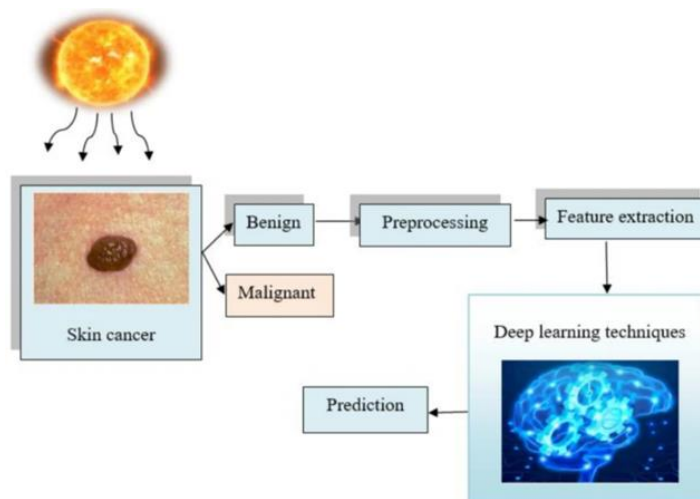 Benign
Preprocessing
Feature extraction
Malignant
Skin cancer
Deep learning techniques
Prediction